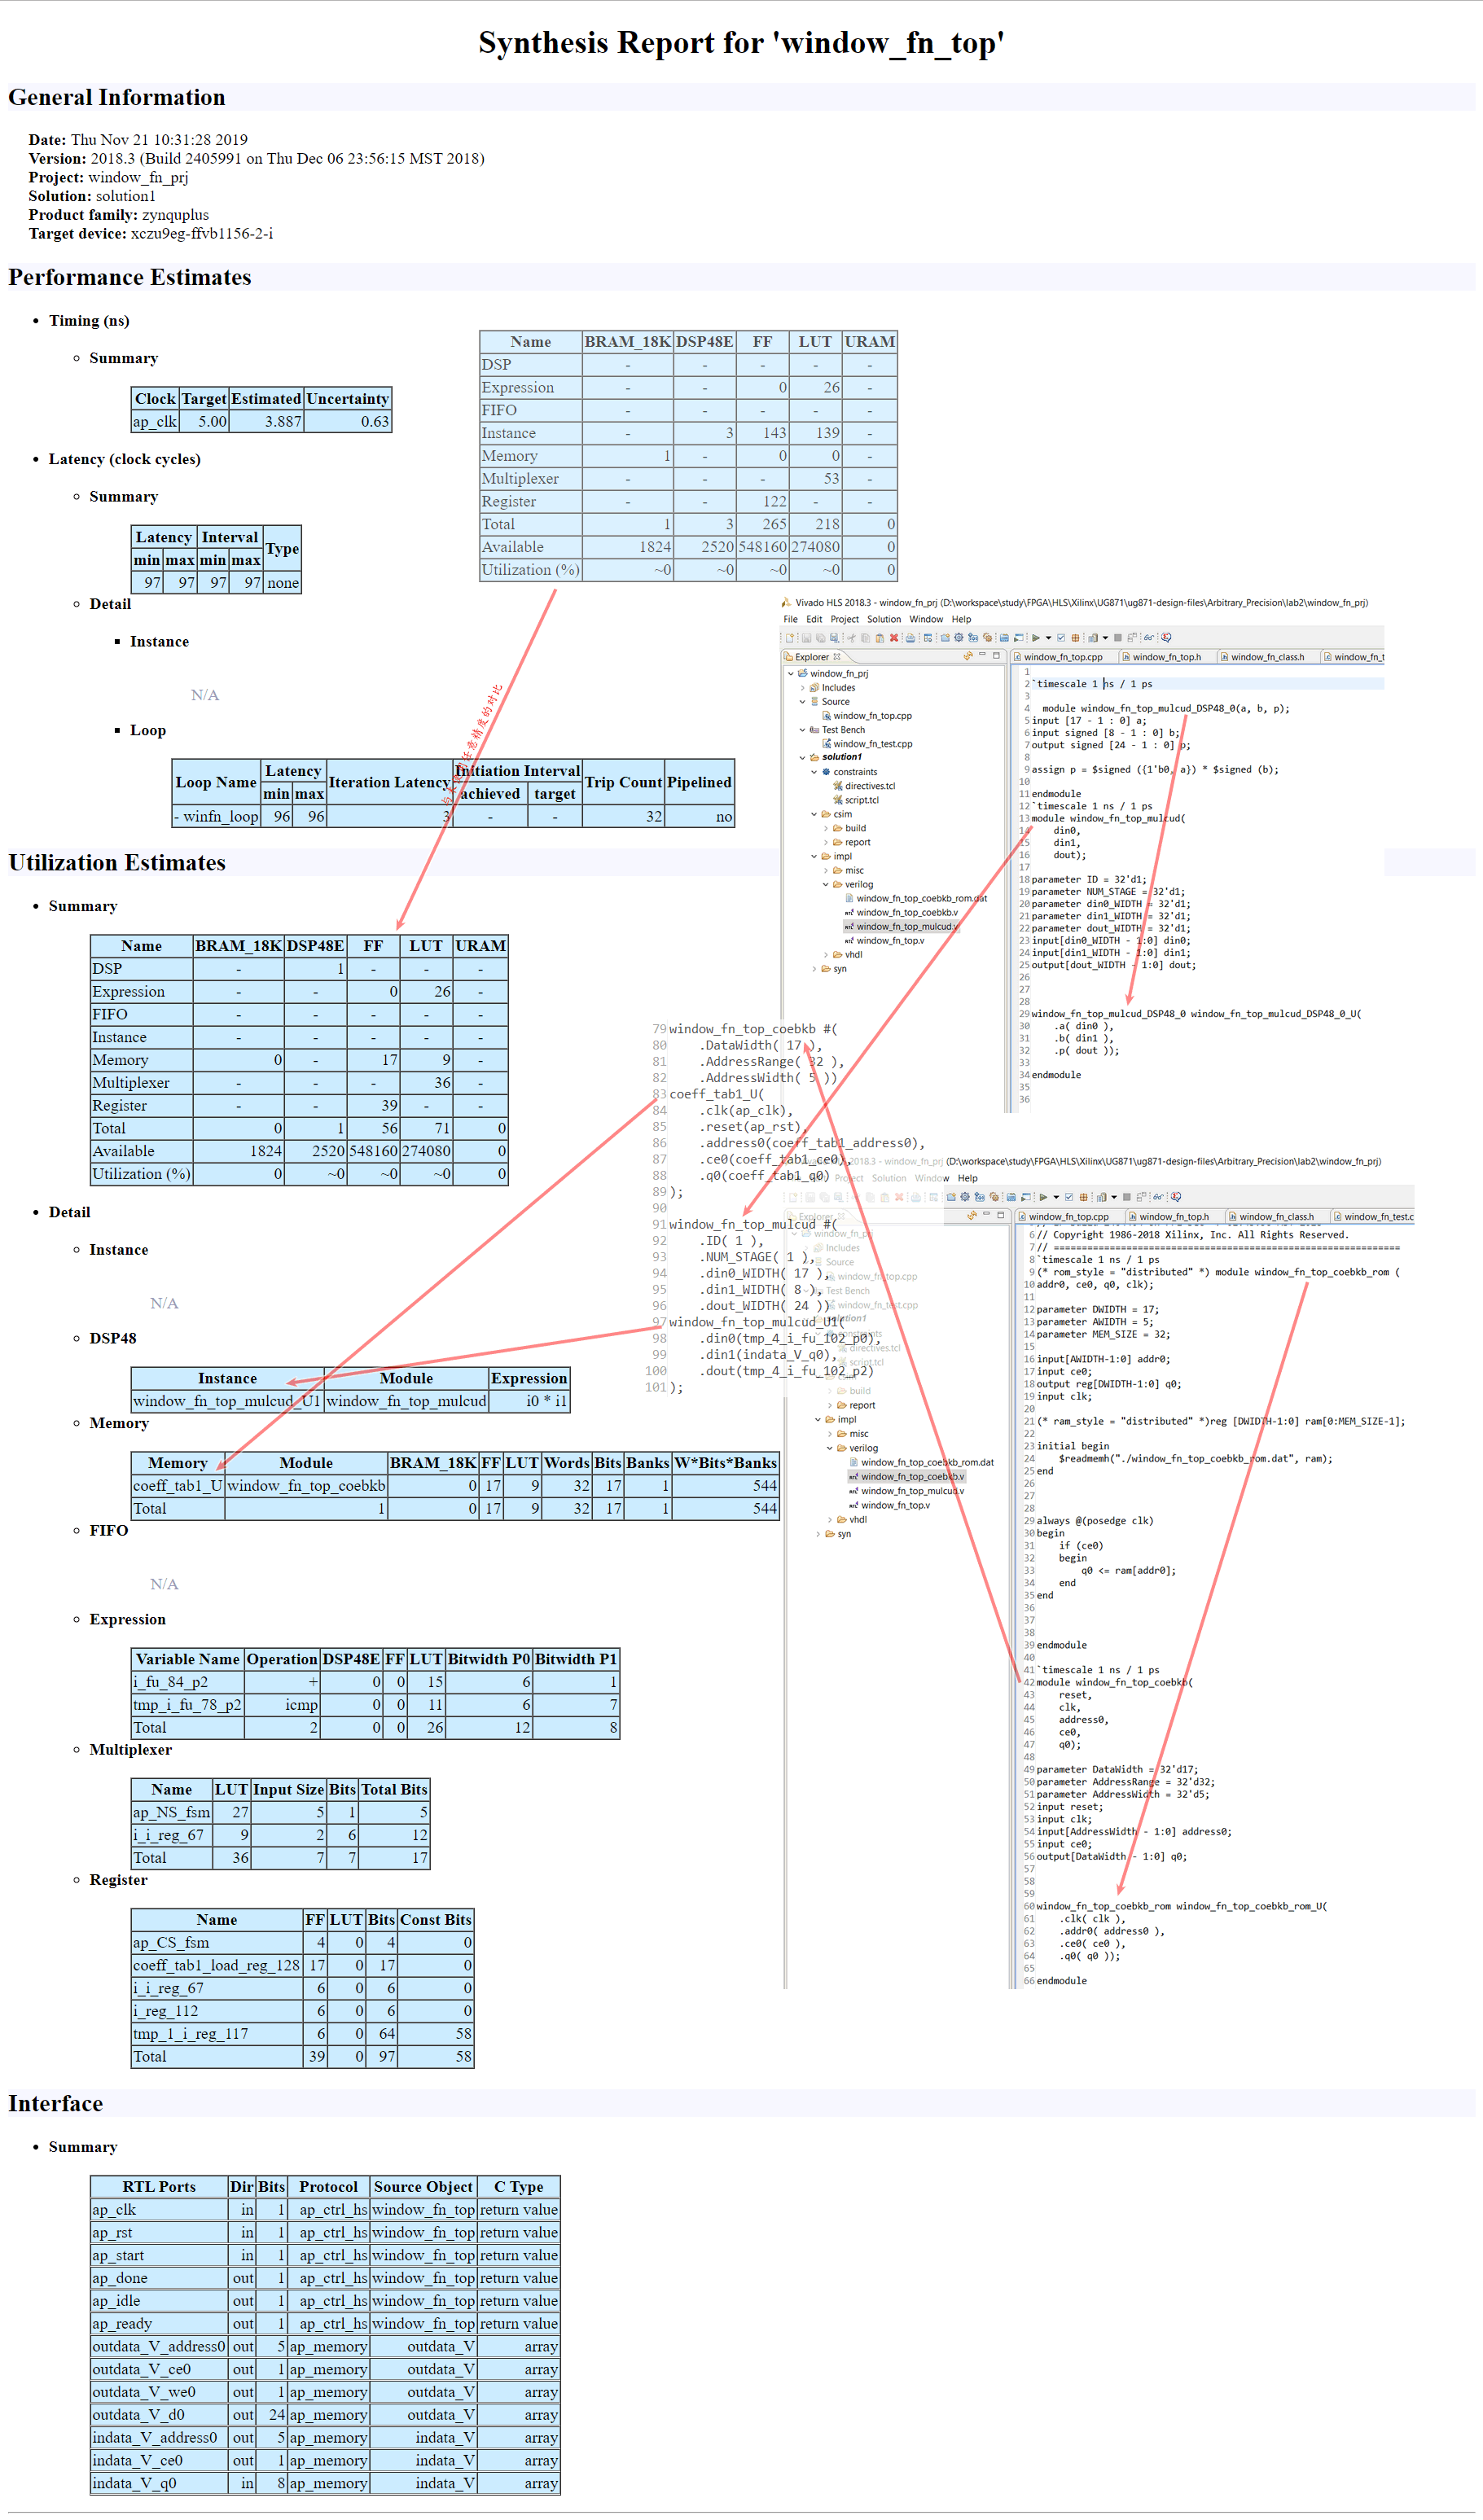 Synthesis Report for 'window_fn_top'
General Information
Date: Thu Nov 21 10:31:28 2019
Version: 2018.3 (Build 2405991 on Thu Dec 06 23:56:15 MST 2018)
Project: window_fn_prj
Solution: solution1
Product family: zynquplus
Target device: xczu9eg-ffvb1156-2-i
Performance Estimates
Timing (ns)
Summary
Clock Target Estimated Uncertainty
ap_clk 5.00 3.887 0.63
Latency (clock cycles)
Summary
Latency Interval Type
min max min max
97 97 97 97 none
Detail
Instance
N/A
Loop
Loop Name Latency Iteration Latency Initiation Interval Trip Count Pipelined
min max achieved target
- winfn_loop 96 96 3 - - 32 no
Name BRAM_18K DSP48E FF LUT URAM
DSP - - - - -
Expression - - 0 26 -
FIFO - - - - -
Instance - 3 143 139 -
Memory 1 - 0 0 -
Multiplexer - - - 53 -
Register - - 122 - -
Total 1 3 265 218 0
Available 1824 2520 548160 274080 0
Utilization (%) ~0 ~0 ~0 ~0 0
任意精度的对比
Utilization Estimates
Summary
Name BRAM_18K DSP48E FF LUT URAM
DSP - 1 - - -
Expression - - 0 26 -
FIFO - - - - -
Instance - - - - -
Memory 0 - 17 9 -
Multiplexer - - - 36 -
Register - - 39 - -
Total 0 1 56 71 0
Available 1824 2520 548160 274080 0
Utilization (%) 0 ~0 ~0 ~0 0
Detail
Instance
N/A
DSP48
Instance Module Expression
window_fn_top_mulcud_U1 window_fn_top_mulcud i0 * i1
Memory
Memory Module BRAM_18K FF LUT Words Bits Banks W*Bits*Banks
coeff_tab1_U window_fn_top_coebkb 0 17 9 32 17 1 544
Total 1 0 17 9 32 17 1 544
FIFO
N/A
Expression
Variable Name Operation DSP48E FF LUT Bitwidth P0 Bitwidth P1
i_fu_84_p2 + 0 0 15 6 1
tmp_i_fu_78_p2 icmp 0 0 11 6 7
Total 2 0 0 26 12 8
Multiplexer
Name LUT Input Size Bits Total Bits
ap_NS_fsm 27 5 1 5
i_i_reg_67 9 2 6 12
Total 36 7 7 17
Register
Name FF LUT Bits Const Bits
ap_CS_fsm 4 0 4 0
coeff_tab1_load_reg_128 17 0 17 0
i_i_reg_67 6 0 6 0
i_reg_112 6 0 6 0
tmp_1_i_reg_117 6 0 64 58
Total 39 0 97 58
Interface
Summary
RTL Ports Dir Bits Protocol Source Object C Type
ap_clk in 1 ap_ctrl_hs window_fn_top return value
ap_rst in 1 ap_ctrl_hs window_fn_top return value
ap_start in 1 ap_ctrl_hs window_fn_top return value
ap_done out 1 ap_ctrl_hs window_fn_top return value
ap_idle out 1 ap_ctrl_hs window_fn_top return value
ap_ready out 1 ap_ctrl_hs window_fn_top return value
outdata_V_address0 out 5 ap_memory outdata_V array
outdata_V_ce0 out 1 ap_memory outdata_V array
outdata_V_we0 out 1 ap_memory outdata_V array
outdata_V_d0 out 24 ap_memory outdata_V array
indata_V_address0 out 5 ap_memory indata_V array
indata_V_ce0 out 1 ap_memory indata_V array
indata_V_q0 in 8 ap_memory indata_V array
Vivado HLS 2018.3 - window_fn_prj (D:\workspace\study\FPGA\HLS\Xilinx\UG871\ug871-design-files\Arbitrary_Precision\lab2\window_fn_prj)
File Edit Project Solution Window Help
Explorer
window_fn_prj
Includes
Source
window_fn_top.cpp
Test Bench
window_fn_test.cpp
solution1
constraints
directives.tcl
script.tcl
csim
build
report
impl
misc
verilog
window_fn_top_coebkb_rom.dat
window_fn_top_coebkb.v
window_fn_top_mulcud.v
window_fn_top.v
vhdl
syn
window_fn_top.cpp window_fn_top.h window_fn_class.h window_fn_t
1
2 `timescale 1 ns / 1 ps
3
4 module window_fn_top_mulcud_DSP48_0(a, b, p);
5 input [17 - 1 : 0] a;
6 input signed [8 - 1 : 0] b;
7 output signed [24 - 1 : 0] p;
8
9 assign p = $signed ({1'b0, a}) * $signed (b);
10
11 endmodule
12 `timescale 1 ns / 1 ps
13 module window_fn_top_mulcud(
14 din0,
15 din1,
16 dout);
17
18 parameter ID = 32'd1;
19 parameter NUM_STAGE = 32'd1;
20 parameter din0_WIDTH = 32'd1;
21 parameter din1_WIDTH = 32'd1;
22 parameter dout_WIDTH = 32'd1;
23 input[din0_WIDTH - 1:0] din0;
24 input[din1_WIDTH - 1:0] din1;
25 output[dout_WIDTH - 1:0] dout;
26
27
28
29 window_fn_top_mulcud_DSP48_0 window_fn_top_mulcud_DSP48_0_U(
30 .a( din0 ),
31 .b( din1 ),
32 .p( dout ));
33
34 endmodule
35
36
79 window_fn_top_coebkb #(
80 .DataWidth( 17 ),
81 .AddressRange( 32 ),
82 .AddressWidth( 5 ))
83 coeff_tab1_U(
84 .clk(ap_clk),
85 .reset(ap_rst),
86 .address0(coeff_tab1_address0),
87 .ce0(coeff_tab1_ce0),
88 .q0(coeff_tab1_q0)
89 );
90
91 window_fn_top_mulcud #(
92 .ID( 1 ),
93 .NUM_STAGE( 1 ),
94 .din0_WIDTH( 17 ),
95 .din1_WIDTH( 8 ),
96 .dout_WIDTH( 24 ))
97 window_fn_top_mulcud_U1(
98 .din0(tmp_4_i_fu_102_p0),
99 .din1(indata_V_q0),
100 .dout(tmp_4_i_fu_102_p2)
101 );
2018.3 - window_fn_prj (D:\workspace\study\FPGA\HLS\Xilinx\UG871\ug871-design-files\Arbitrary_Precision\lab2\window_fn_prj)
Project Solution Window Help
Explorer
window_fn_prj
Includes
Source
window_fn_top.cpp
Test Bench
window_fn_test.cpp
solution1
constraints
directives.tcl
script.tcl
build
report
impl
misc
verilog
window_fn_top_coebkb_rom.dat
window_fn_top_coebkb.v
window_fn_top_mulcud.v
window_fn_top.v
vhdl
syn
window_fn_top.cpp window_fn_top.h window_fn_class.h window_fn_test.c
6 // Copyright 1986-2018 Xilinx, Inc. All Rights Reserved.
7 // ==============================================================
8 `timescale 1 ns / 1 ps
9 (* rom_style = "distributed" *) module window_fn_top_coebkb_rom (
10 addr0, ce0, q0, clk);
11
12 parameter DWIDTH = 17;
13 parameter AWIDTH = 5;
14 parameter MEM_SIZE = 32;
15
16 input[AWIDTH-1:0] addr0;
17 input ce0;
18 output reg[DWIDTH-1:0] q0;
19 input clk;
20
21 (* ram_style = "distributed" *)reg [DWIDTH-1:0] ram[0:MEM_SIZE-1];
22
23 initial begin
24 $readmemh("./window_fn_top_coebkb_rom.dat", ram);
25 end
26
27
28
29 always @(posedge clk)
30 begin
31 if (ce0)
32 begin
33 q0 <= ram[addr0];
34 end
35 end
36
37
38
39 endmodule
40
41 `timescale 1 ns / 1 ps
42 module window_fn_top_coebkb(
43 reset,
44 clk,
45 address0,
46 ce0,
47 q0);
48
49 parameter DataWidth = 32'd17;
50 parameter AddressRange = 32'd32;
51 parameter AddressWidth = 32'd5;
52 input reset;
53 input clk;
54 input[AddressWidth - 1:0] address0;
55 input ce0;
56 output[DataWidth - 1:0] q0;
57
58
59
60 window_fn_top_coebkb_rom window_fn_top_coebkb_rom_U(
61 .clk( clk ),
62 .addr0( address0 ),
63 .ce0( ce0 ),
64 .q0( q0 ));
65
66 endmodule